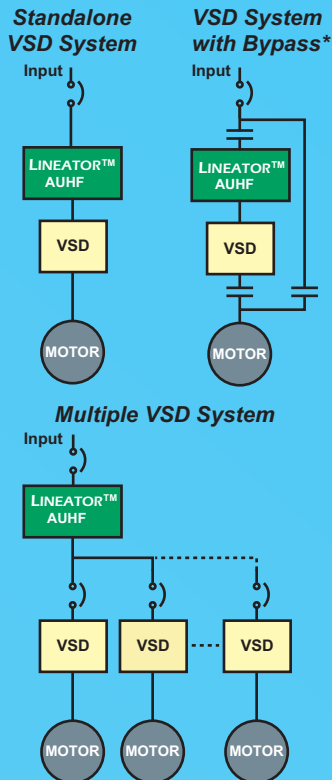 Standalone
VSD System
Input
LINEATOR™
AUHF
VSD
MOTOR
VSD System
with Bypass*
Input
LINEATOR™
AUHF
VSD
MOTOR
Multiple VSD System
Input
LINEATOR™
AUHF
VSD
VSD
VSD
MOTOR
MOTOR
MOTOR